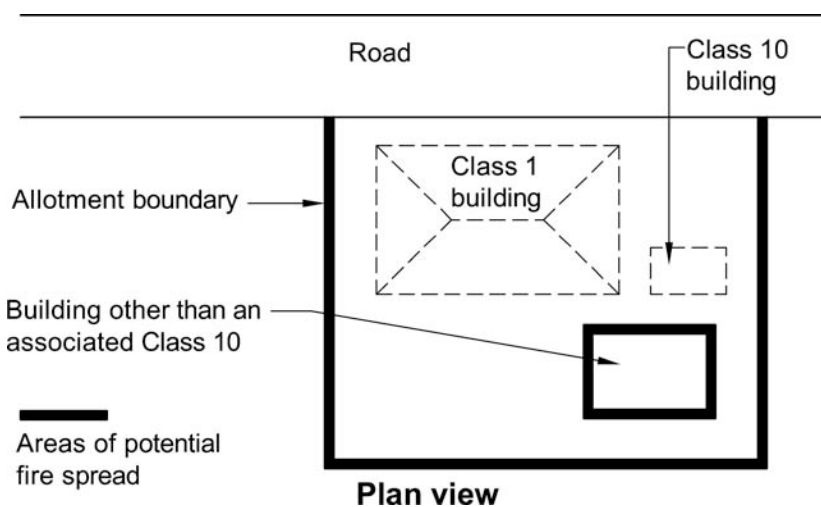 Road
Class 10
building
Class 1
building
Allotment boundary
Building other than an
associated Class 10
Areas of potential
fire spread
Plan view